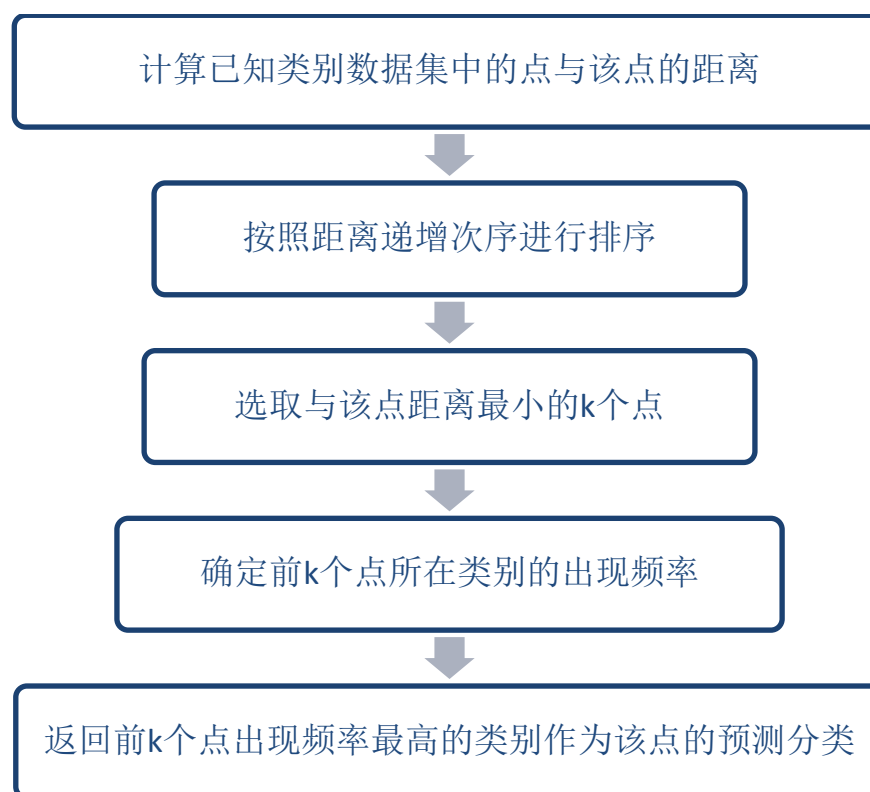 计算已知类别数据集中的点与该点的距离
按照距离递增次序进行排序
选取与该点距离最小的k个点
确定前k个点所在类别的出现频率
返回前k个点出现频率最高的类别作为该点的预测分类